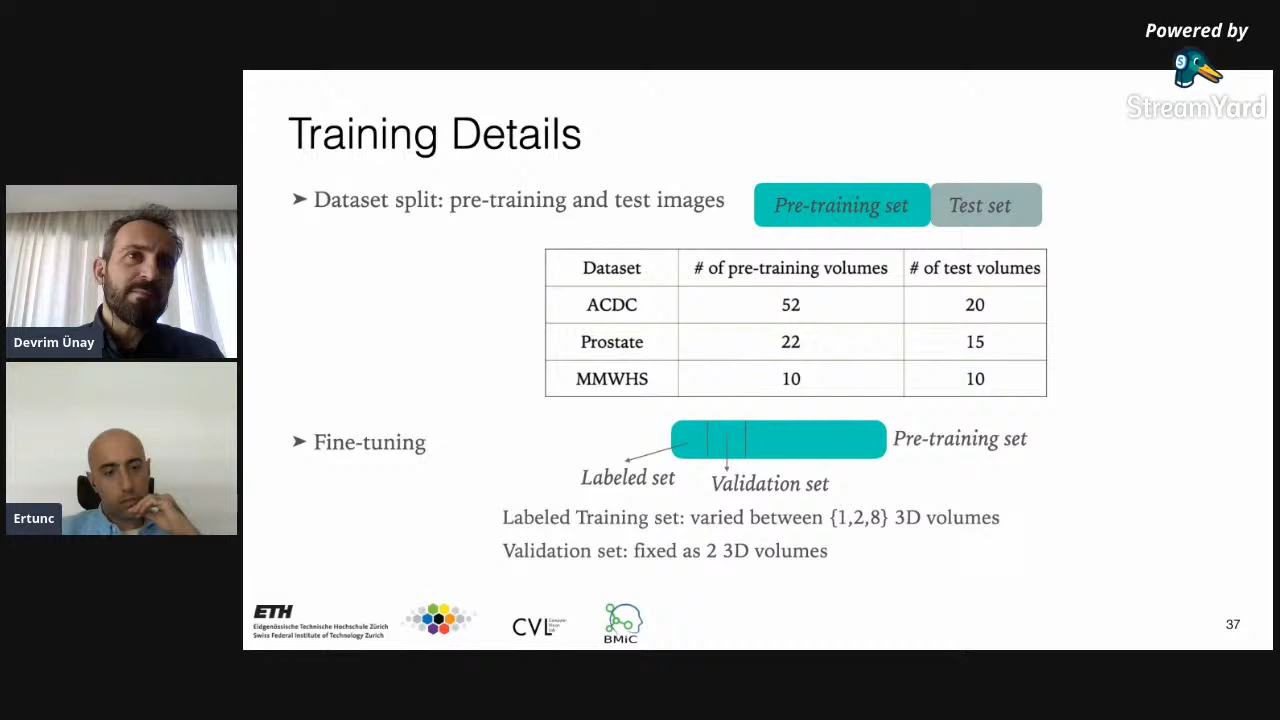 Powered by
StreamYard
Training Details
➤ Dataset split: pre-training and test images
Pre-training set
Test set
Dataset # of pre-training volumes # of test volumes
ACDC 52 20
Prostate 22 15
MMWHS 10 10
➤ Fine-tuning
Pre-training set
Labeled set
Validation set
Labeled Training set: varied between {1,2,8} 3D volumes
Validation set: fixed as 2 3D volumes
Devrim Ünay
Ertunc
ETH
Eidgenössische Technische Hochschule Zürich
Swiss Federal Institute of Technology Zurich
CVL
Computer
Vision
Lab
BMiC
37